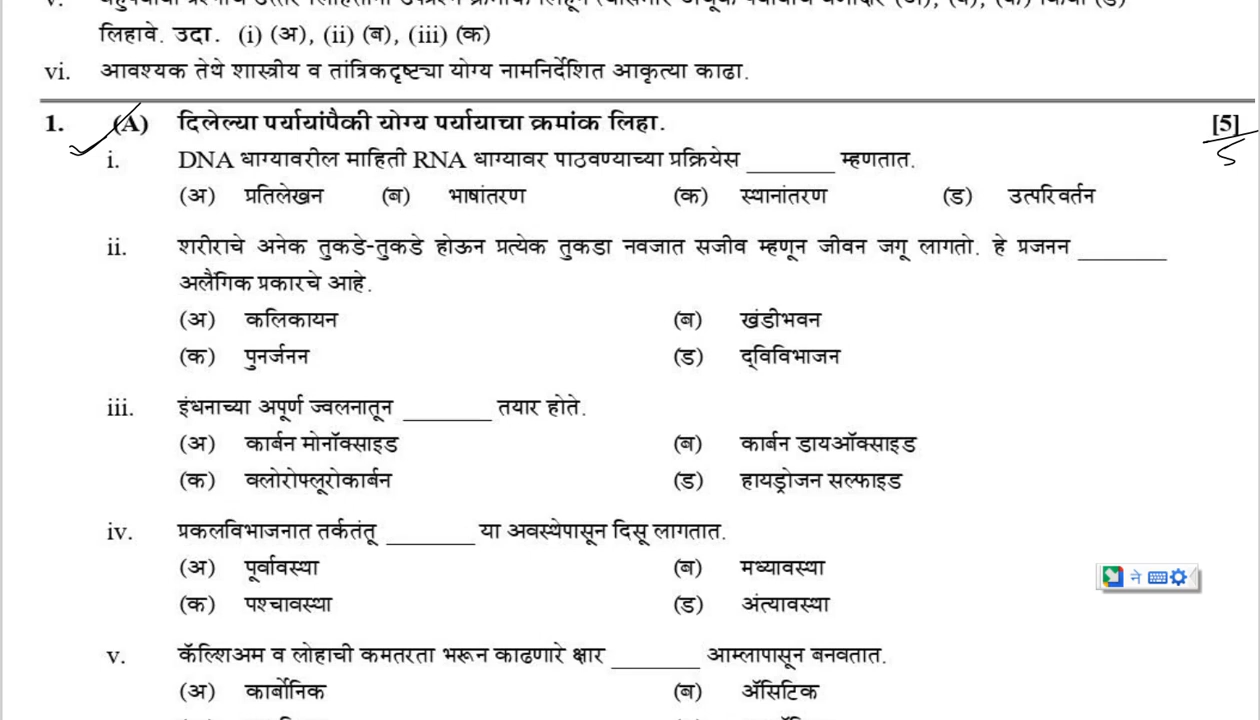 लिहावे. उदा. (i) (अ), (ii) (ब), (iii) (क)
vi. आवश्यक तेथे शास्त्रीय व तांत्रिकदृष्ट्या योग्य नामनिर्देशित आकृत्या काढा.
1. (A) दिलेल्या पर्यायांपैकी योग्य पर्यायाचा क्रमांक लिहा. [5]
5
i. DNA धाग्यावरील माहिती RNA धाग्यावर पाठवण्याच्या प्रक्रियेस ________ म्हणतात.
(अ) प्रतिलेखन (ब) भाषांतरण (क) स्थानांतरण (ड) उत्परिवर्तन
ii. शरीराचे अनेक तुकडे-तुकडे होऊन प्रत्येक तुकडा नवजात सजीव म्हणून जीवन जगू लागतो. हे प्रजनन ________
अलैंगिक प्रकारचे आहे.
(अ) कलिकायन (ब) खंडीभवन
(क) पुनर्जनन (ड) द्विविभाजन
iii. इंधनाच्या अपूर्ण ज्वलनातून ________ तयार होते.
(अ) कार्बन मोनॉक्साइड (ब) कार्बन डायऑक्साइड
(क) क्लोरोफ्लूरोकार्बन (ड) हायड्रोजन सल्फाइड
iv. प्रकलविभाजनात तर्कतंतू ________ या अवस्थेपासून दिसू लागतात.
(अ) पूर्वावस्था (ब) मध्यावस्था
(क) पश्चावस्था (ड) अंत्यावस्था
ने
v. कॅल्शिअम व लोहाची कमतरता भरून काढणारे क्षार ________ आम्लापासून बनवतात.
(अ) कार्बोनिक (ब) ॲसिटिक